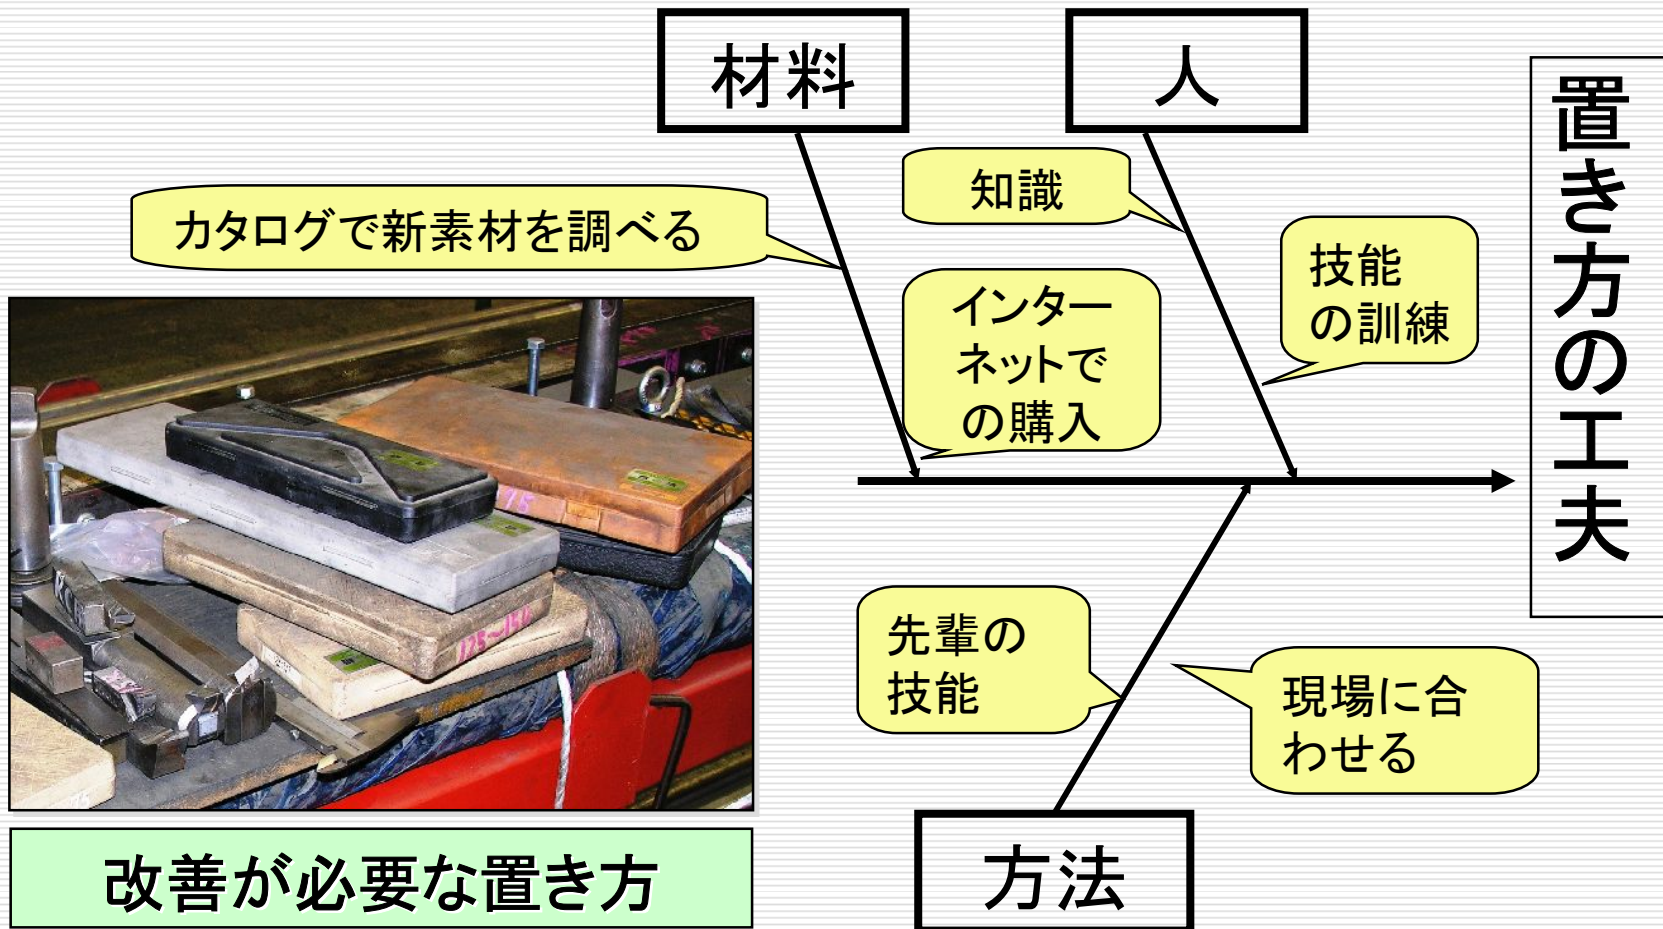 材料
人
置き方の工夫
知識
カタログで新素材を調べる
技能
の訓練
インター
ネットで
の購入
先輩の
技能
現場に合
わせる
方法
改善が必要な置き方
175~150